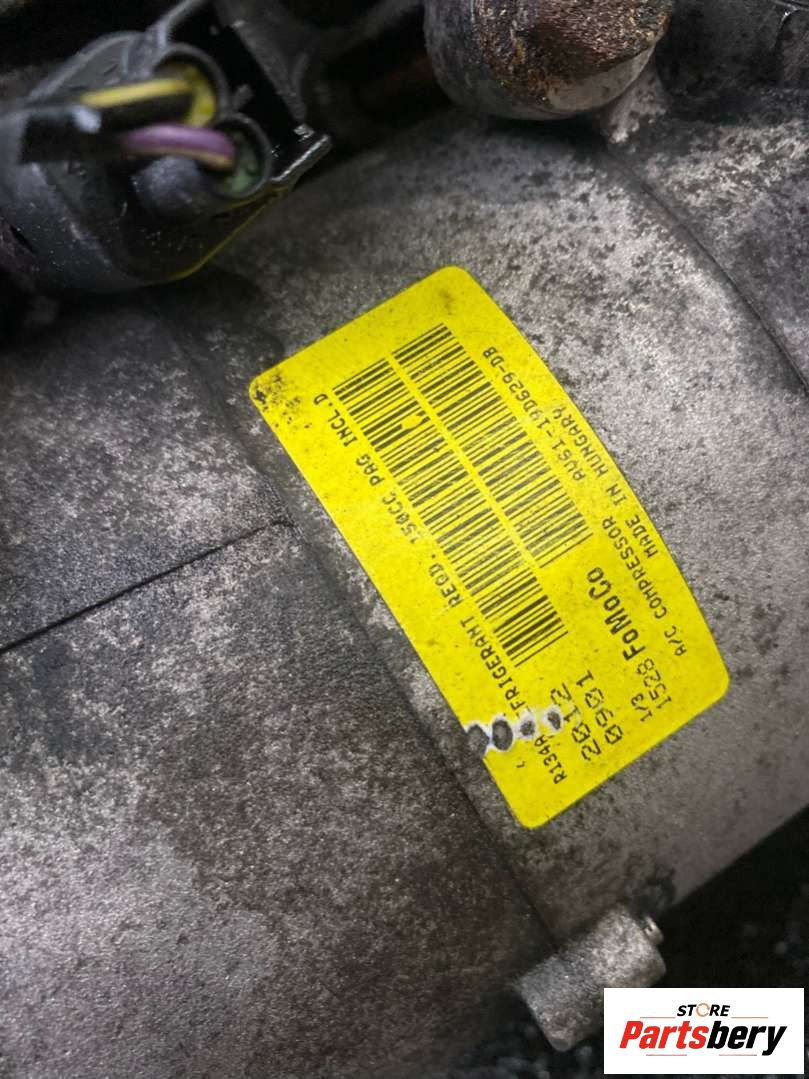 A/C COMPRESSOR MADE IN HUNGARY
1/3
1528 FoMoCo AV61-19D629-DB
0901
2012
R134A REFRIGERANT REQD. 150CC PAG INCL.D
STORE
Partsbery